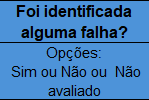 Foi identificada
alguma falha?
Opções:
Sim ou Não ou Não
avaliado